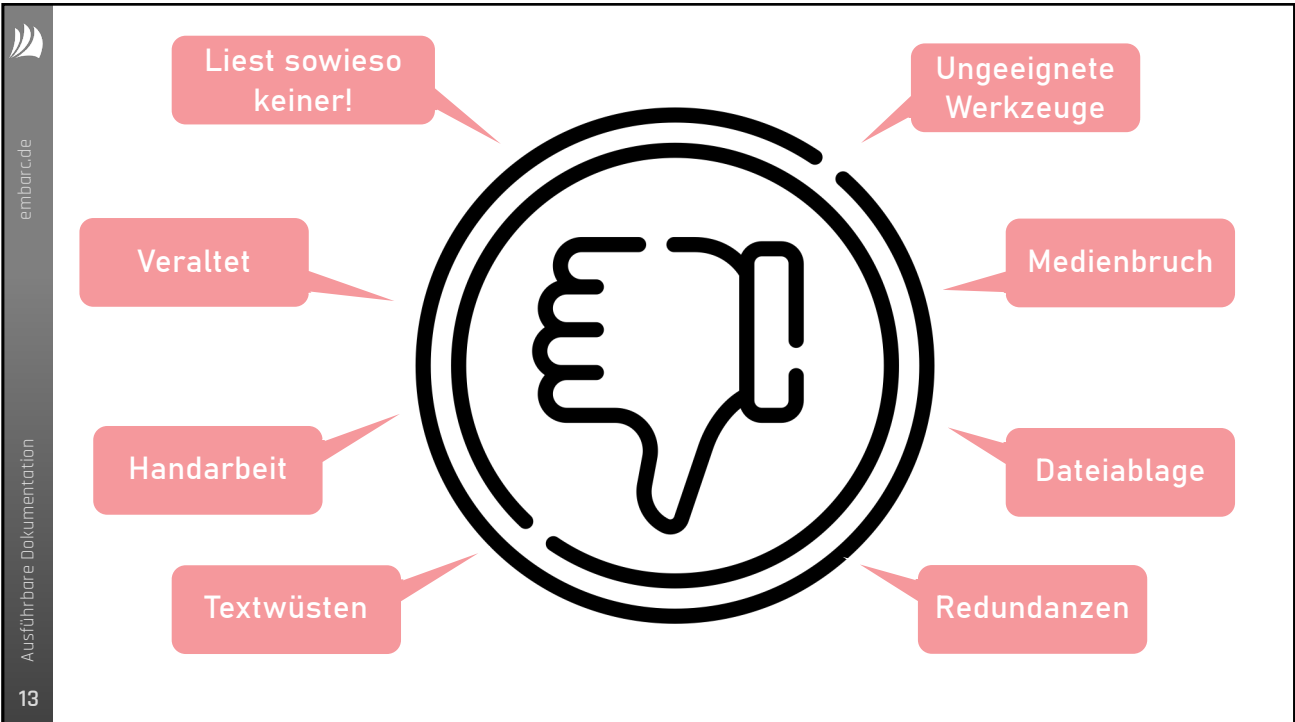 Liest sowieso
keiner!
Ungeeignete
Werkzeuge
Veraltet
Medienbruch
Handarbeit
Dateiablage
Textwüsten
Redundanzen
embarc.de
Ausführbare Dokumentation
13